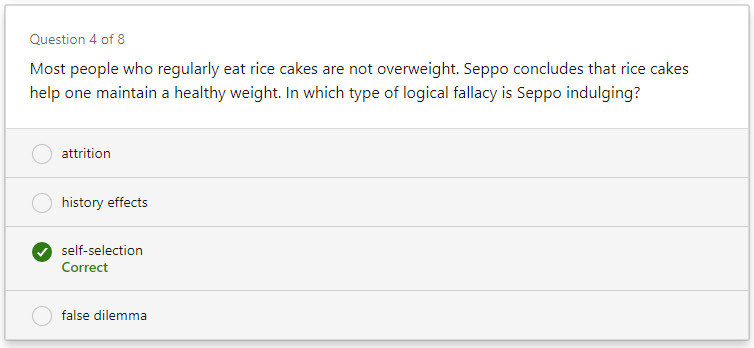 Question 4 of 8
Most people who regularly eat rice cakes are not overweight. Seppo concludes that rice cakes
help one maintain a healthy weight. In which type of logical fallacy is Seppo indulging?
attrition
history effects
self-selection
Correct
false dilemma